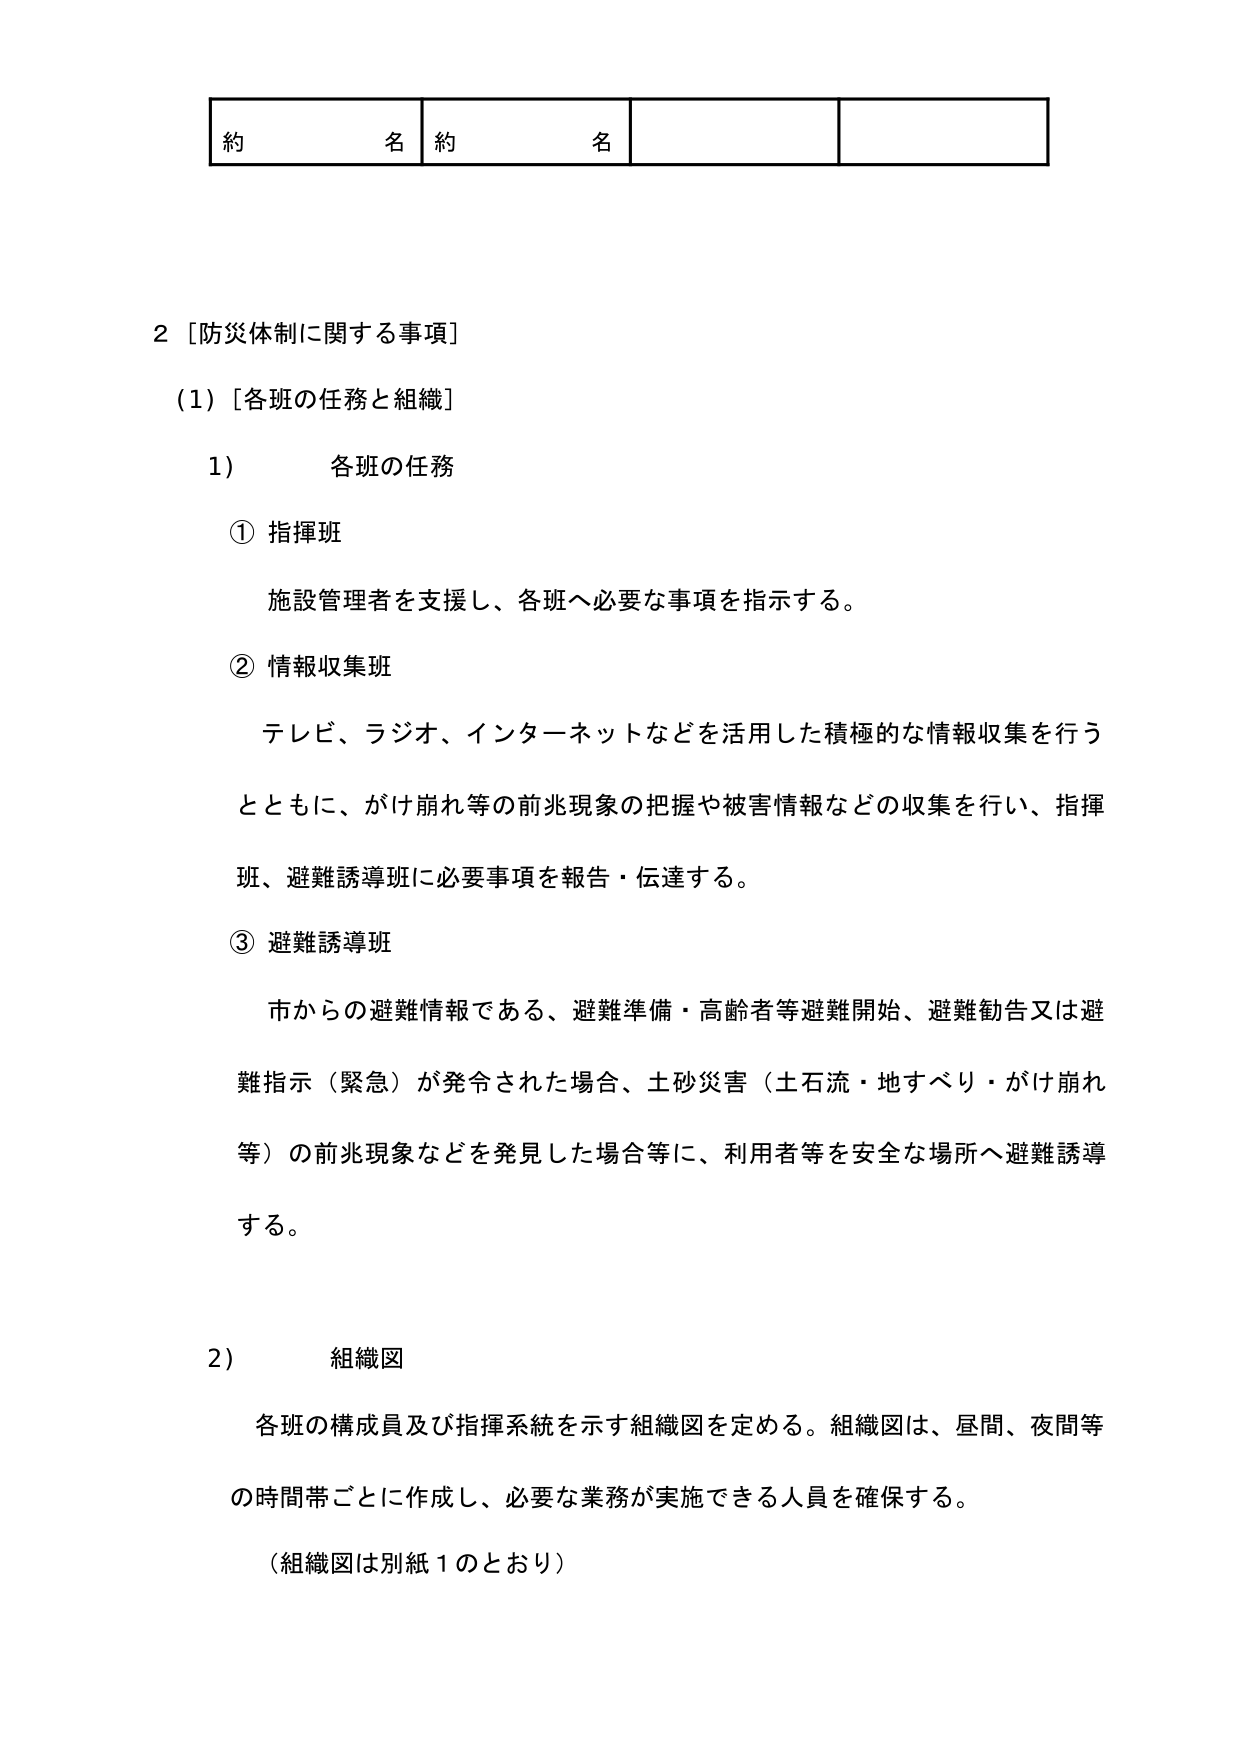 約　　　　　名 約　　　　　名
２［防災体制に関する事項］
(1)［各班の任務と組織］
1)　　　各班の任務
① 指揮班
施設管理者を支援し、各班へ必要な事項を指示する。
② 情報収集班
テレビ、ラジオ、インターネットなどを活用した積極的な情報収集を行う
とともに、がけ崩れ等の前兆現象の把握や被害情報などの収集を行い、指揮
班、避難誘導班に必要事項を報告・伝達する。
③ 避難誘導班
市からの避難情報である、避難準備・高齢者等避難開始、避難勧告又は避
難指示（緊急）が発令された場合、土砂災害（土石流・地すべり・がけ崩れ
等）の前兆現象などを発見した場合等に、利用者等を安全な場所へ避難誘導
する。
2)　　　組織図
各班の構成員及び指揮系統を示す組織図を定める。組織図は、昼間、夜間等
の時間帯ごとに作成し、必要な業務が実施できる人員を確保する。
（組織図は別紙１のとおり）